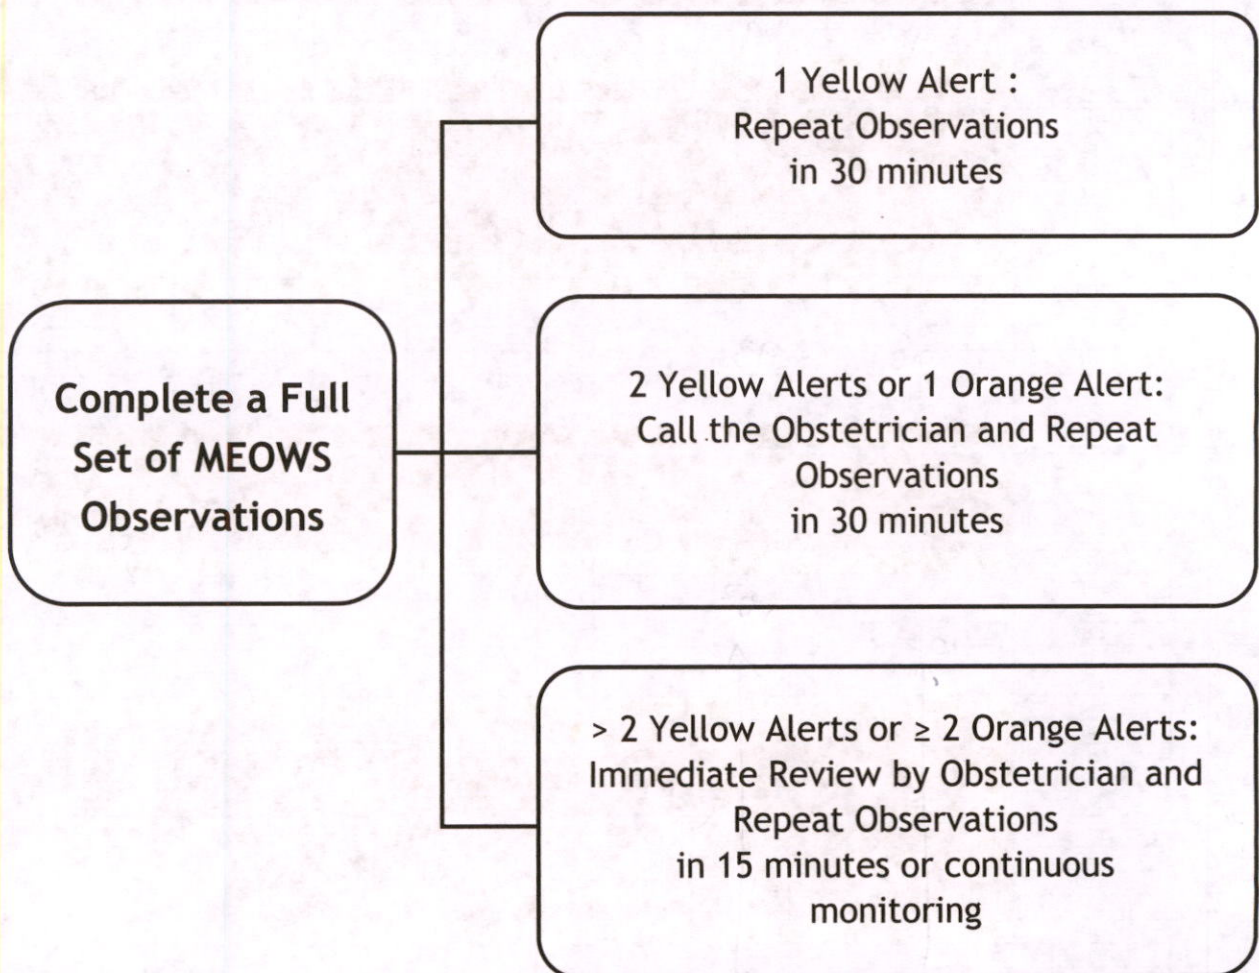 Complete a Full
Set of MEOWS
Observations
1 Yellow Alert :
Repeat Observations
in 30 minutes
2 Yellow Alerts or 1 Orange Alert:
Call the Obstetrician and Repeat
Observations
in 30 minutes
> 2 Yellow Alerts or ≥ 2 Orange Alerts:
Immediate Review by Obstetrician and
Repeat Observations
in 15 minutes or continuous
monitoring